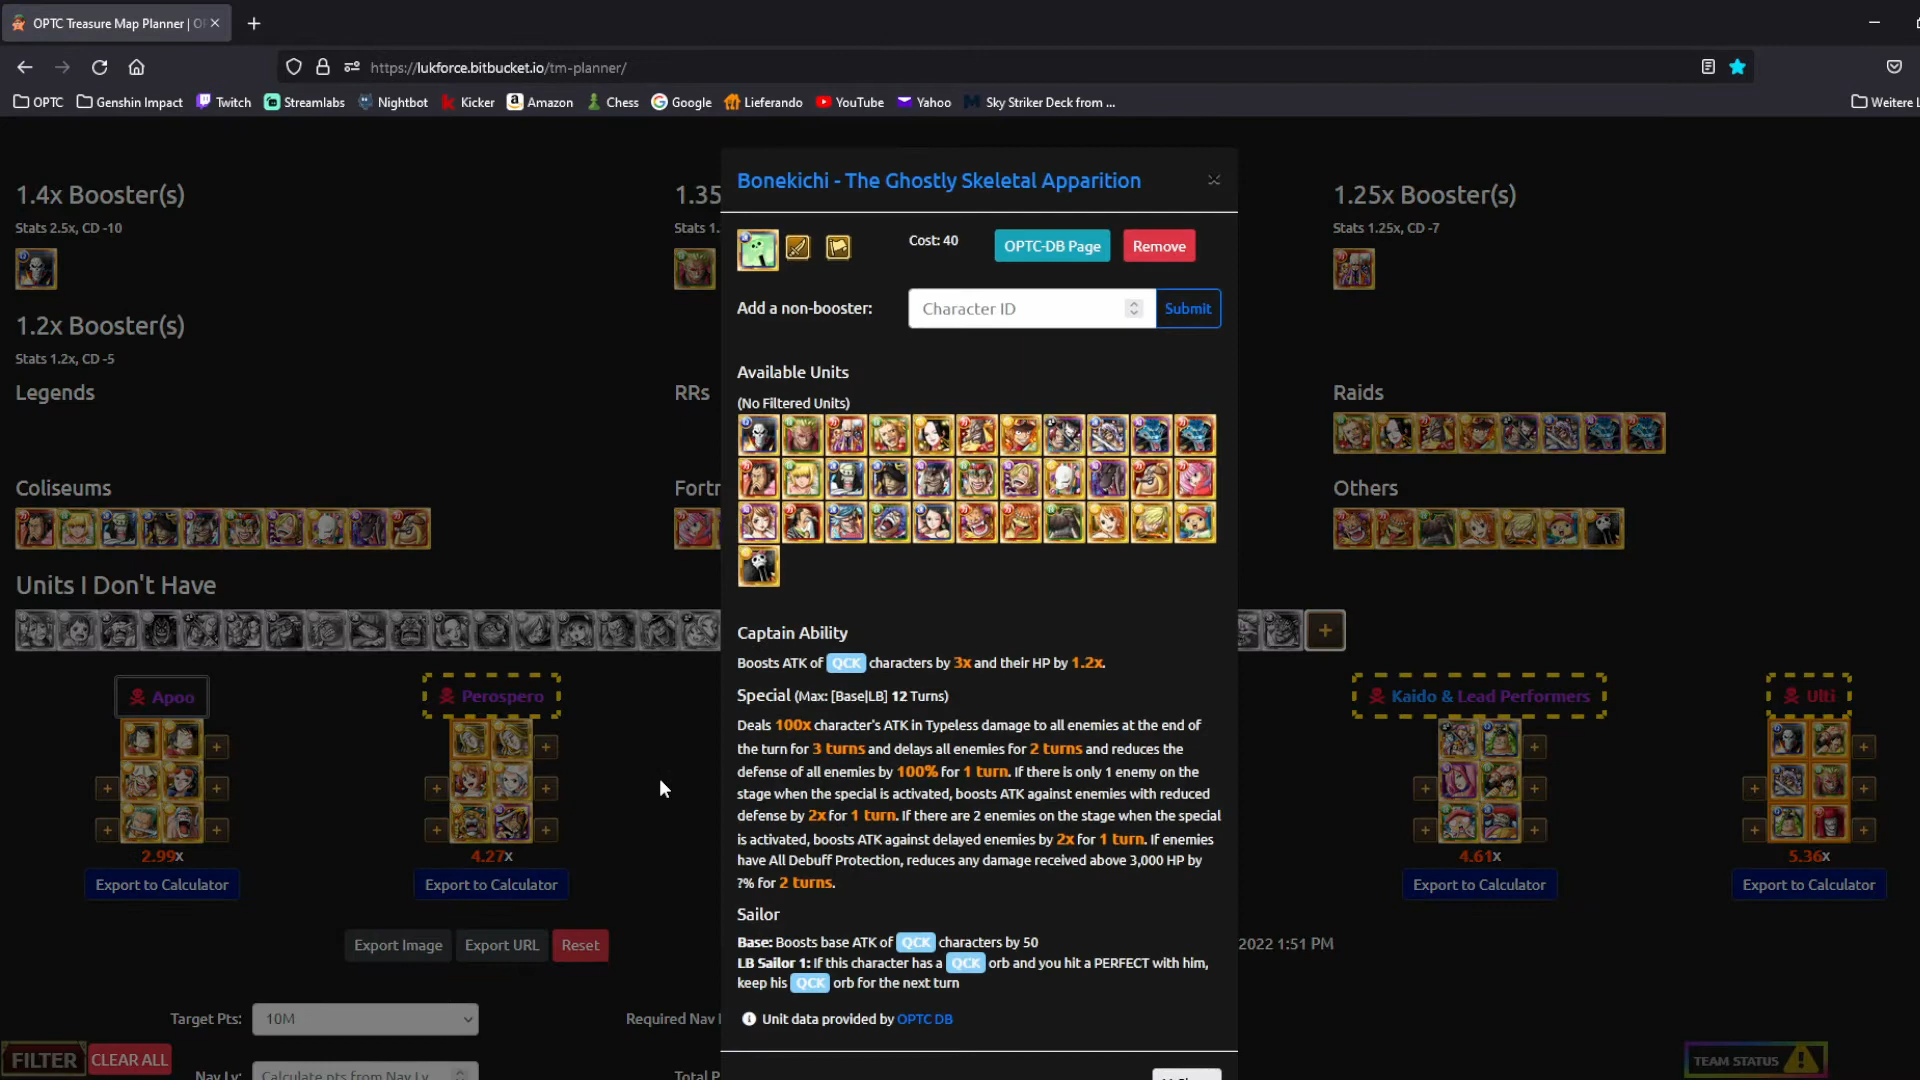 OPTC Treasure Map Planner | O
https://lukforce.bitbucket.io/tm-planner/
OPTC Genshin Impact Twitch Streamlabs Nightbot Kicker Amazon Chess Google Lieferando YouTube Yahoo Sky Striker Deck from ... Weitere L
Bonekichi - The Ghostly Skeletal Apparition
1.4x Booster(s) 1.35 1.25x Booster(s)
Stats 2.5x, CD -10 Stats 1. Stats 1.25x, CD -7
Cost: 40 OPTC-DB Page Remove
Add a non-booster: Character ID Submit
1.2x Booster(s)
Stats 1.2x, CD -5
Available Units
Legends RRs Raids
(No Filtered Units)
Coliseums Fortr Others
Units I Don't Have
Captain Ability
Boosts ATK of QCK characters by 3x and their HP by 1.2x.
Special (Max: [Base|LB] 12 Turns)
Deals 100x character's ATK in Typeless damage to all enemies at the end of
the turn for 3 turns and delays all enemies for 2 turns and reduces the
defense of all enemies by 100% for 1 turn. If there is only 1 enemy on the
stage when the special is activated, boosts ATK against enemies with reduced
defense by 2x for 1 turn. If there are 2 enemies on the stage when the special
is activated, boosts ATK against delayed enemies by 2x for 1 turn. If enemies
have All Debuff Protection, reduces any damage received above 3,000 HP by
?% for 2 turns.
Sailor
Base: Boosts base ATK of QCK characters by 50
LB Sailor 1: If this character has a QCK orb and you hit a PERFECT with him,
keep his QCK orb for the next turn
Unit data provided by OPTC DB
Apoo Perospero Kaido & Lead Performers Ulti
2.99x 4.27x 4.61x 5.36x
Export to Calculator Export to Calculator Export to Calculator Export to Calculator
Export Image Export URL Reset 2022 1:51 PM
Target Pts: 10M Required Nav
FILTER CLEAR ALL TEAM STATUS
Nav Lv: Calculate pts from Nav Lv Total P